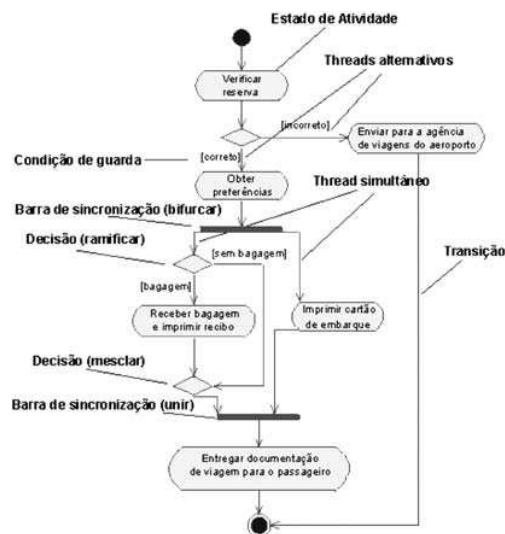 Estado de Atividade
Verificar
reserva
Threads alternativos
[incorreto]
Enviar para a agência
de viagens do aeroporto
Condição de guarda
[correto]
Obter
preferências
Thread simultâneo
Barra de sincronização (bifurcar)
Decisão (ramificar)
[sem bagagem]
Transição
[bagagem]
Receber bagagem
e imprimir recibo
Imprimir cartão
de embarque
Decisão (mesclar)
Barra de sincronização (unir)
Entregar documentação
de viagem para o passageiro